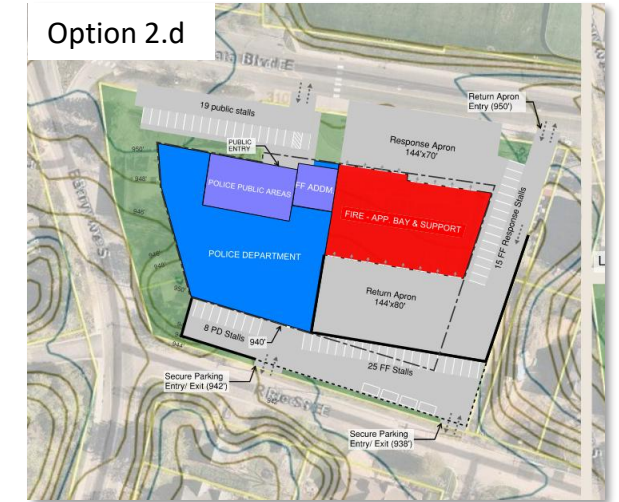 Option 2.d
Blvd E
19 public stalls
Return Apron
Entry (950')
PUBLIC
ENTRY
Response Apron
144'x70'
950'
POLICE PUBLIC AREAS
FF ADDM
FIRE - APP. BAY & SUPPORT
15 FF Response Stalls
POLICE DEPARTMENT
Return Apron
144'x80'
8 PD Stalls
940'
25 FF Stalls
Secure Parking
Entry/ Exit (942')
Secure Parking
Entry/ Exit (938')